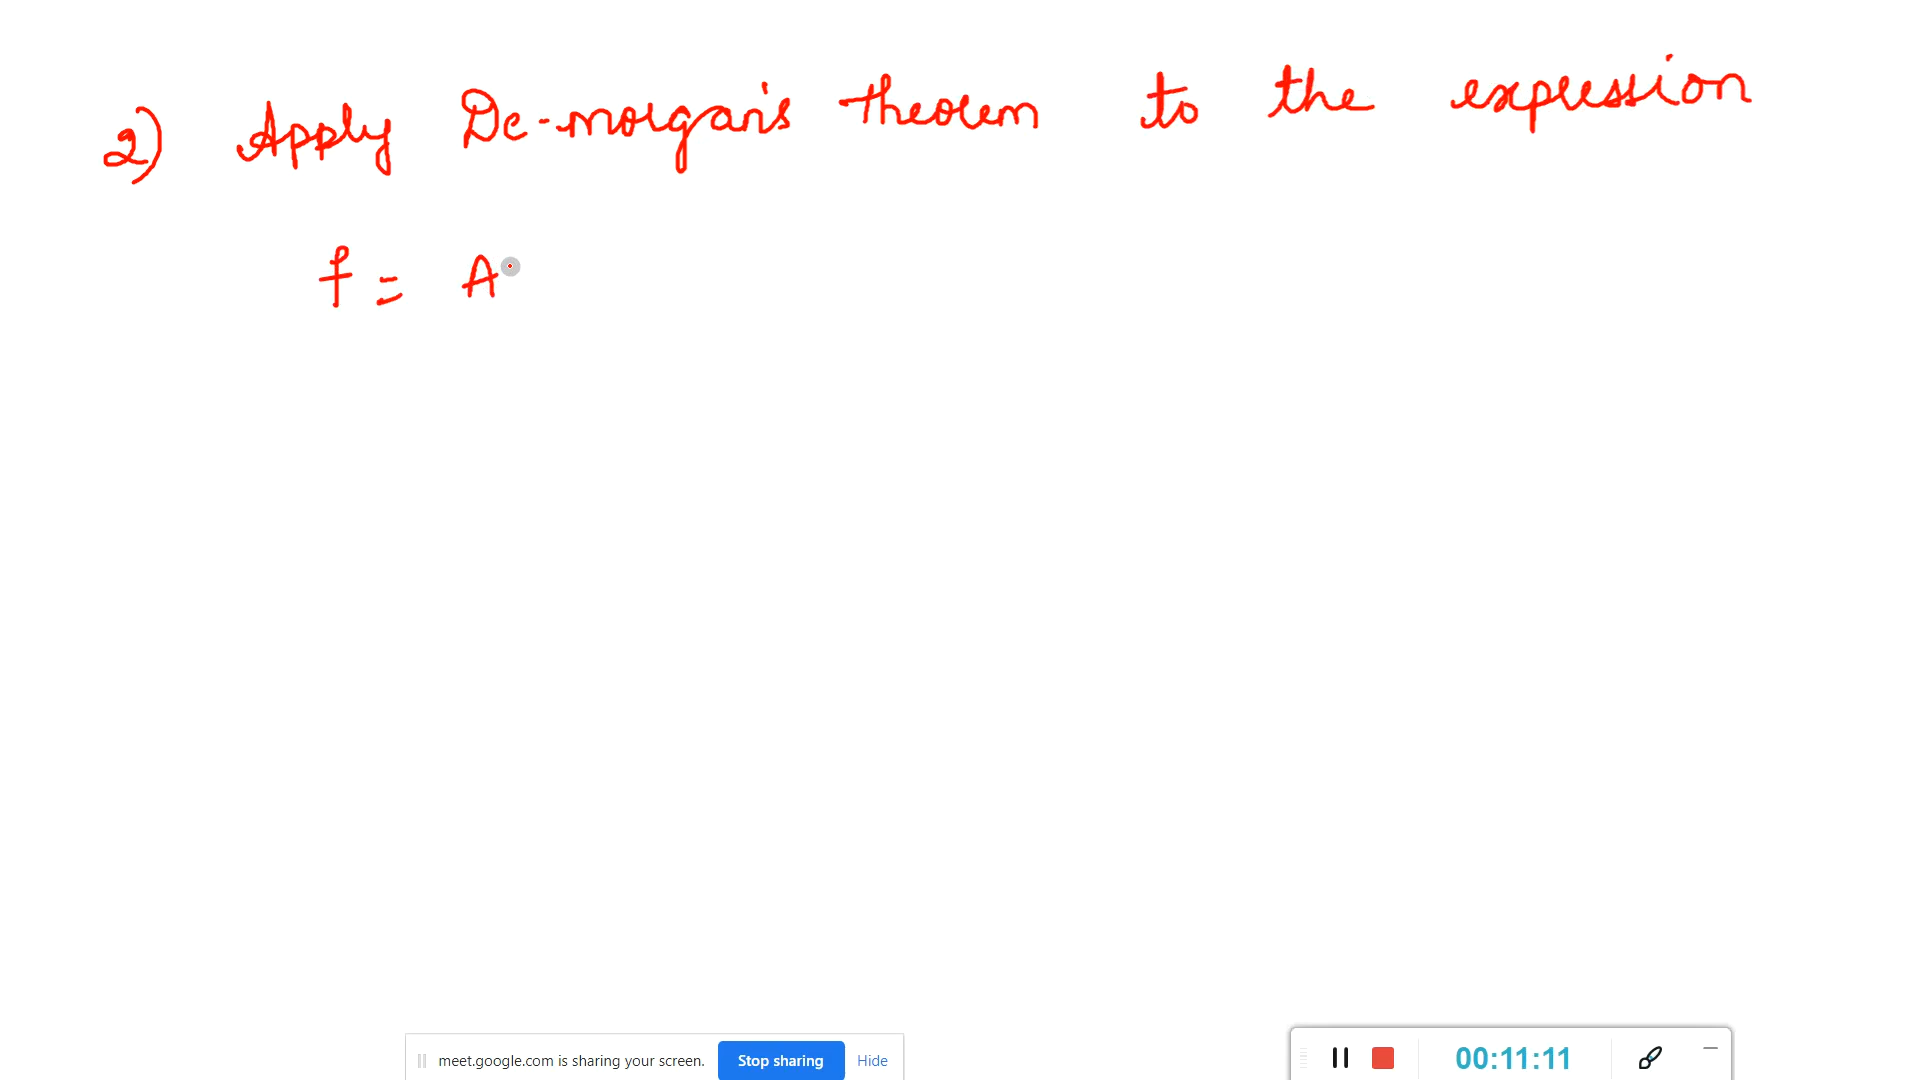 2) Apply De-morgan's theorem to the expression
f = A
meet.google.com is sharing your screen. Stop sharing Hide
00:11:11